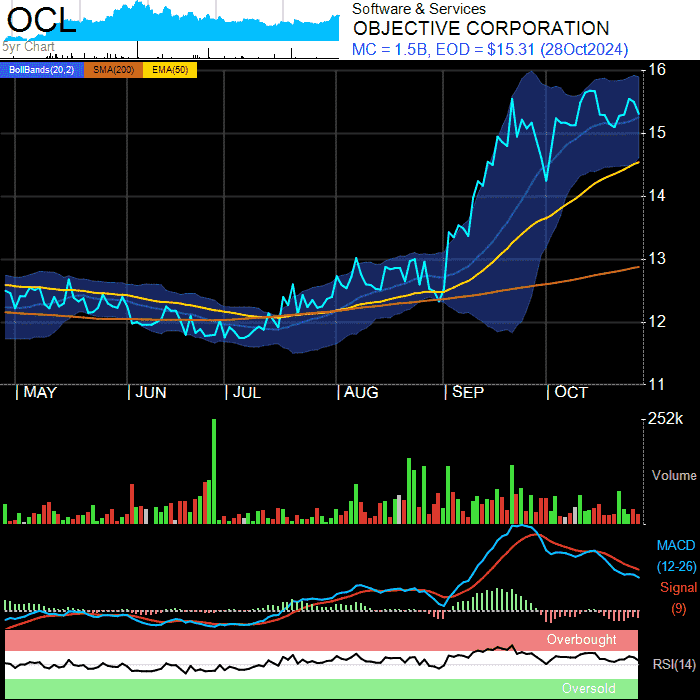 OCL
5yr Chart
Software & Services
OBJECTIVE CORPORATION
MC = 1.5B, EOD = $15.31 (28Oct2024)
BollBands(20,2) SMA(200) EMA(50)
16
15
14
13
12
11
MAY JUN JUL AUG SEP OCT
252k
Volume
MACD
(12-26)
Signal
(9)
Overbought
RSI(14)
Oversold